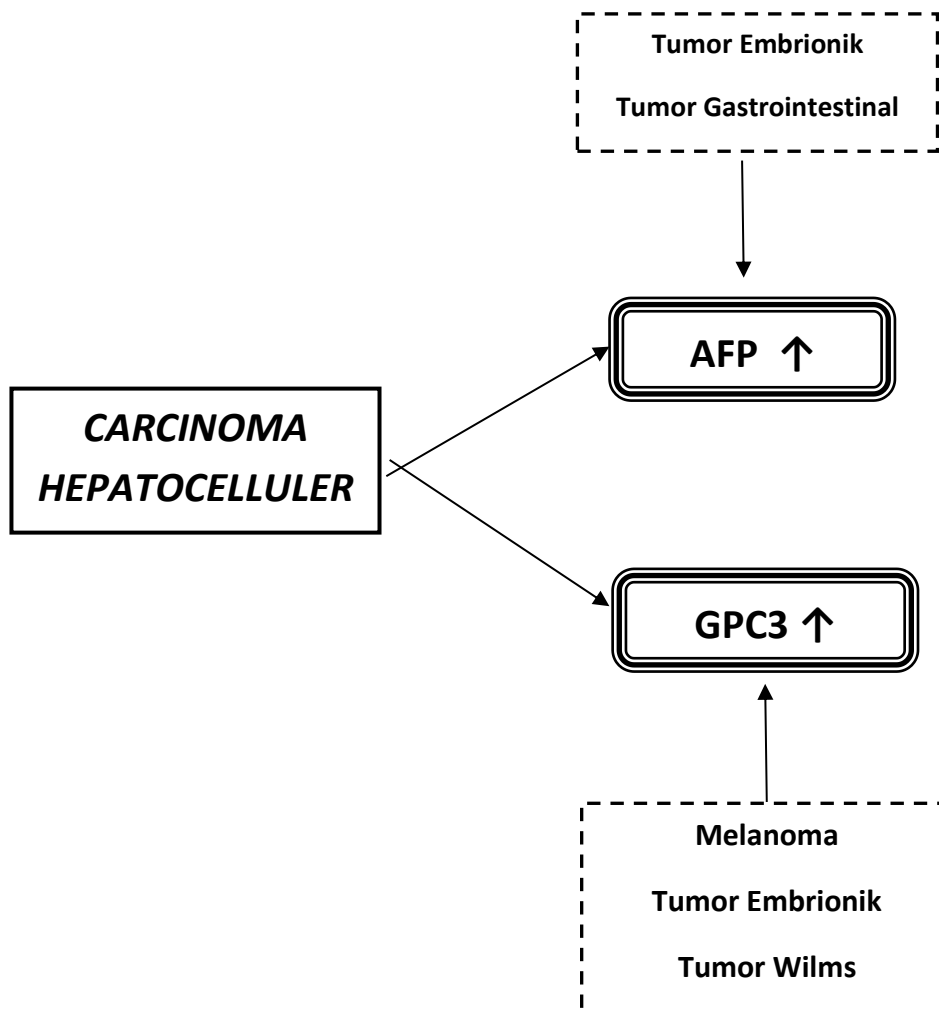 Tumor Embrionik
Tumor Gastrointestinal
AFP ↑
CARCINOMA
HEPATOCELLULER
GPC3 ↑
Melanoma
Tumor Embrionik
Tumor Wilms